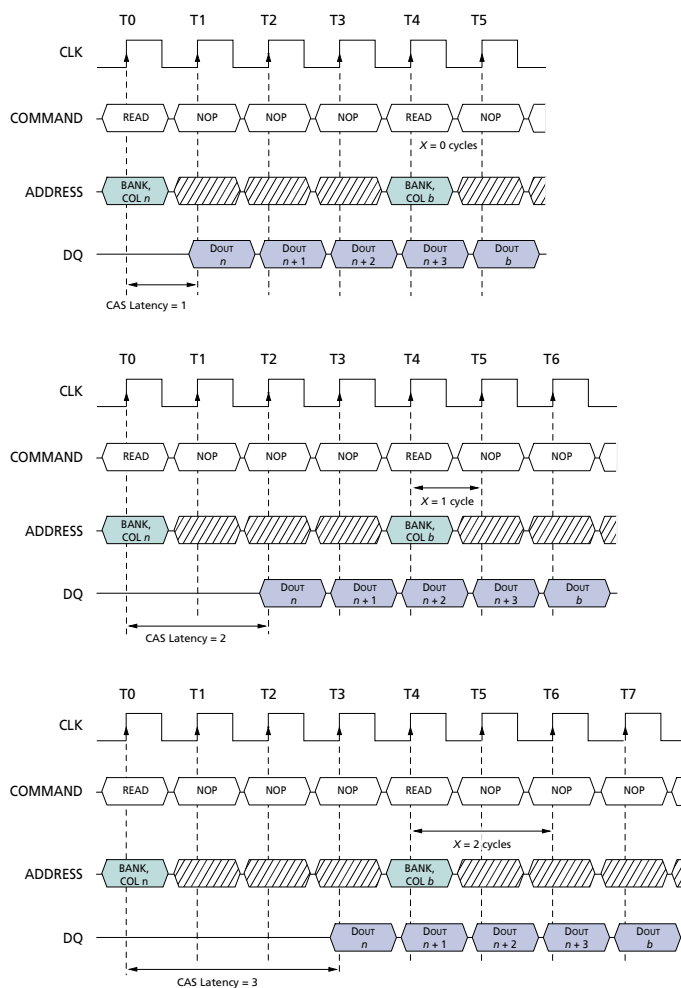 T0 T1 T2 T3 T4 T5
CLK
COMMAND READ NOP NOP NOP READ NOP
X = 0 cycles
ADDRESS BANK, COL n BANK, COL b
DQ DOUT n DOUT n + 1 DOUT n + 2 DOUT n + 3 DOUT b
CAS Latency = 1
T0 T1 T2 T3 T4 T5 T6
CLK
COMMAND READ NOP NOP NOP READ NOP NOP
X = 1 cycle
ADDRESS BANK, COL n BANK, COL b
DQ DOUT n DOUT n + 1 DOUT n + 2 DOUT n + 3 DOUT b
CAS Latency = 2
T0 T1 T2 T3 T4 T5 T6 T7
CLK
COMMAND READ NOP NOP NOP READ NOP NOP NOP
X = 2 cycles
ADDRESS BANK, COL n BANK, COL b
DQ DOUT n DOUT n + 1 DOUT n + 2 DOUT n + 3 DOUT b
CAS Latency = 3